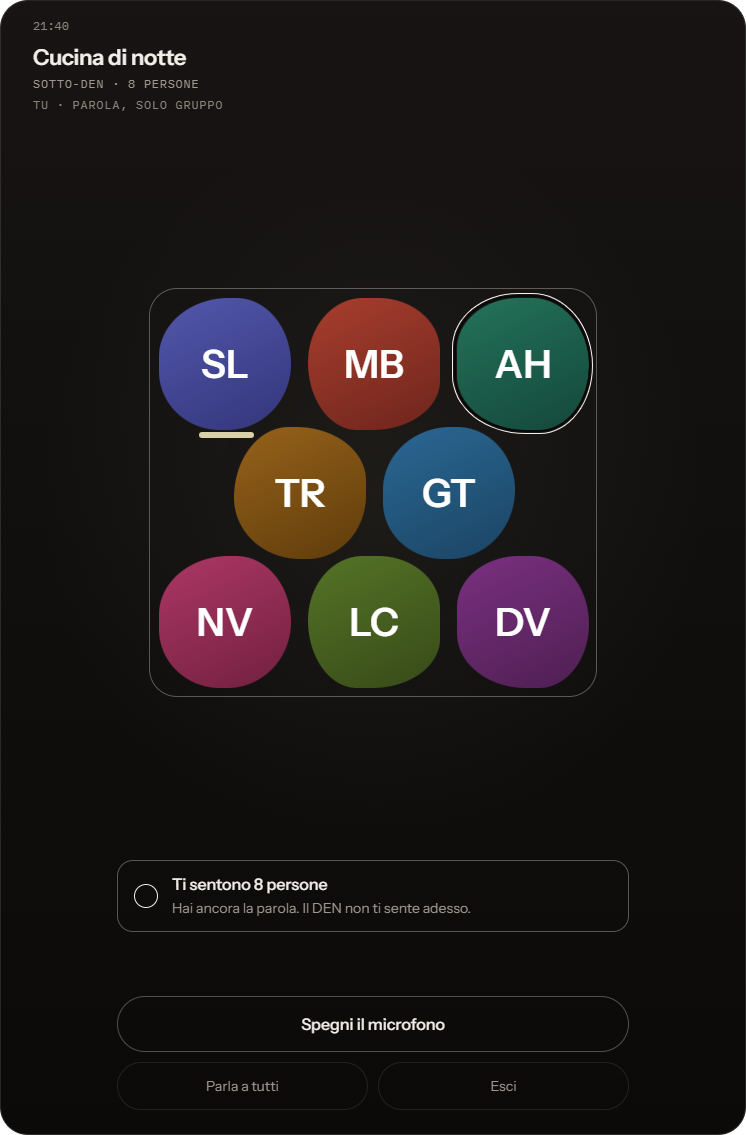 21:40
Cucina di notte
SOTTO-DEN · 8 PERSONE
TU · PAROLA, SOLO GRUPPO
SL MB AH
TR GT
NV LC DV
Ti sentono 8 persone
Hai ancora la parola. Il DEN non ti sente adesso.
Spegni il microfono
Parla a tutti Esci